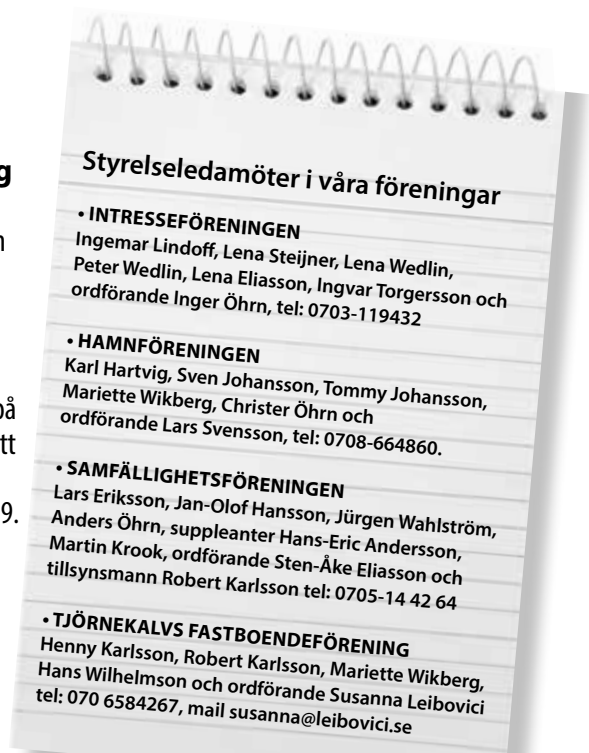 Styrelseledamöter i våra föreningar
• INTRESSEFÖRENINGEN
Ingemar Lindoff, Lena Steijner, Lena Wedlin,
Peter Wedlin, Lena Eliasson, Ingvar Torgersson och
ordförande Inger Öhrn, tel: 0703-119432
• HAMNFÖRENINGEN
Karl Hartvig, Sven Johansson, Tommy Johansson,
Mariette Wikberg, Christer Öhrn och
ordförande Lars Svensson, tel: 0708-664860.
• SAMFÄLLIGHETSFÖRENINGEN
Lars Eriksson, Jan-Olof Hansson, Jürgen Wahlström,
Anders Öhrn, suppleanter Hans-Eric Andersson,
Martin Krook, ordförande Sten-Åke Eliasson och
tillsynsmann Robert Karlsson tel: 0705-14 42 64
• TJÖRNEKALVS FASTBOENDEFÖRENING
Henny Karlsson, Robert Karlsson, Mariette Wikberg,
Hans Wilhelmson och ordförande Susanna Leibovici
tel: 070 6584267, mail susanna@leibovici.se